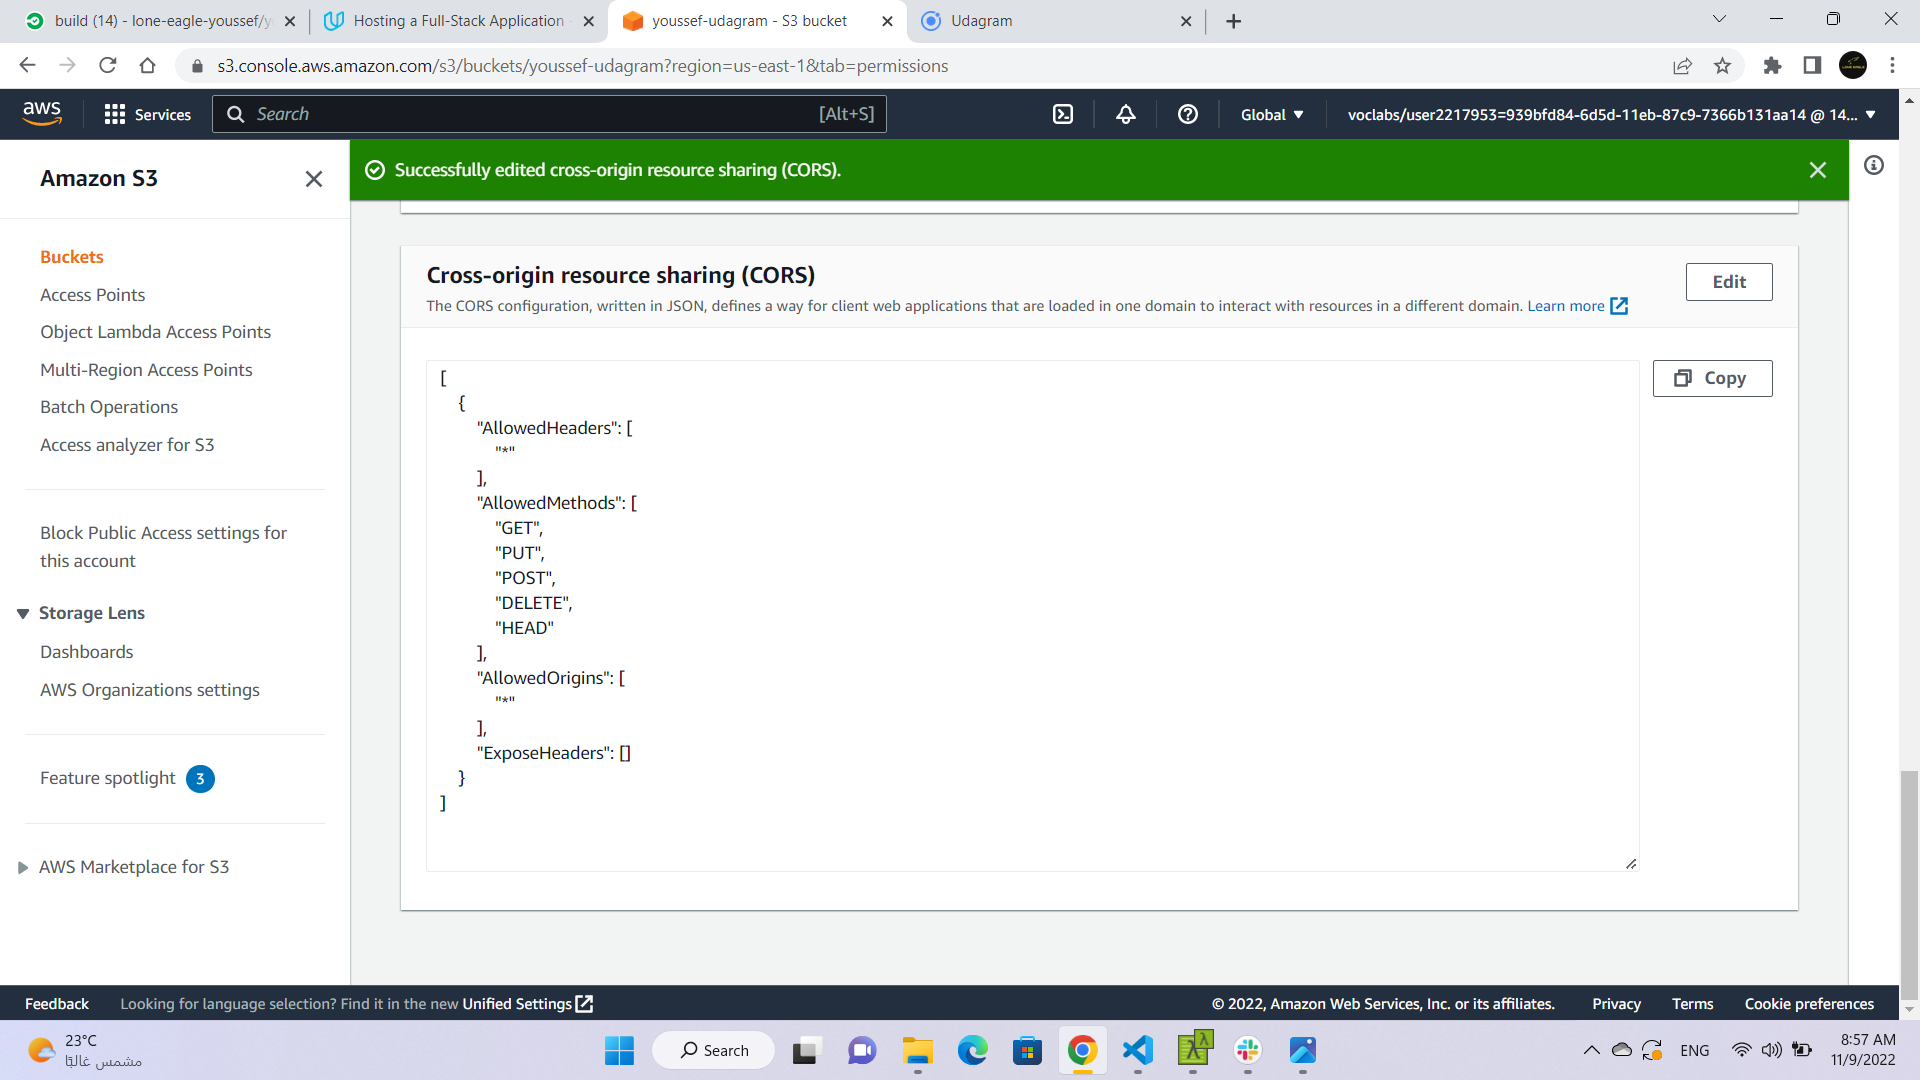 build (14) - lone-eagle-youssef/y
Hosting a Full-Stack Application
youssef-udagram - S3 bucket
Udagram
s3.console.aws.amazon.com/s3/buckets/youssef-udagram?region=us-east-1&tab=permissions
aws
Services
Search
[Alt+S]
Global
voclabs/user2217953=939bfd84-6d5d-11eb-87c9-7366b131aa14 @ 14...
Amazon S3
Successfully edited cross-origin resource sharing (CORS).
Buckets
Access Points
Object Lambda Access Points
Multi-Region Access Points
Batch Operations
Access analyzer for S3
Block Public Access settings for
this account
Storage Lens
Dashboards
AWS Organizations settings
Feature spotlight 3
AWS Marketplace for S3
Cross-origin resource sharing (CORS)
Edit
The CORS configuration, written in JSON, defines a way for client web applications that are loaded in one domain to interact with resources in a different domain. Learn more
Copy
[
{
"AllowedHeaders": [
"*"
],
"AllowedMethods": [
"GET",
"PUT",
"POST",
"DELETE",
"HEAD"
],
"AllowedOrigins": [
"*"
],
"ExposeHeaders": []
}
]
Feedback
Looking for language selection? Find it in the new Unified Settings
© 2022, Amazon Web Services, Inc. or its affiliates.
Privacy
Terms
Cookie preferences
23°C
مشمس غالبًا
Search
ENG
8:57 AM
11/9/2022